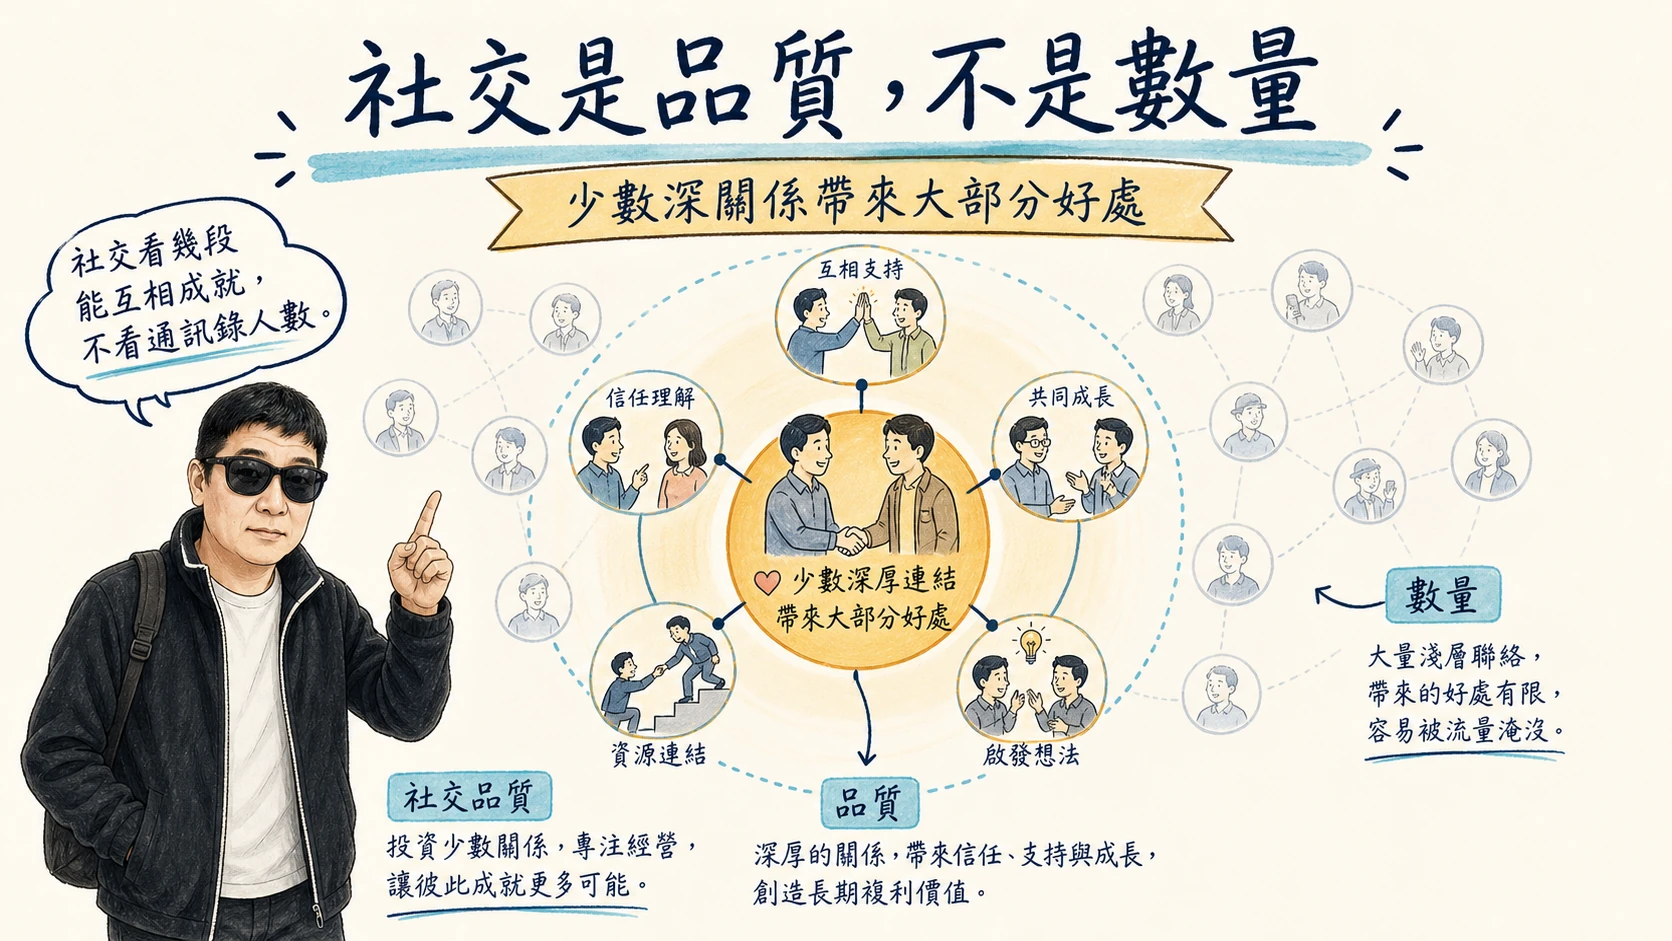 社交是品質，不是數量
少數深關係帶來大部分好處
社交看幾段
能互相成就，
不看通訊錄人數。
互相支持
信任理解
共同成長
少數深厚連結
帶來大部分好處
資源連結
啟發想法
數量
大量淺層聯絡，
帶來的好處有限，
容易被流量淹沒。
社交品質
投資少數關係，專注經營，
讓彼此成就更多可能。
品質
深厚的關係，帶來信任、支持與成長，
創造長期複利價值。